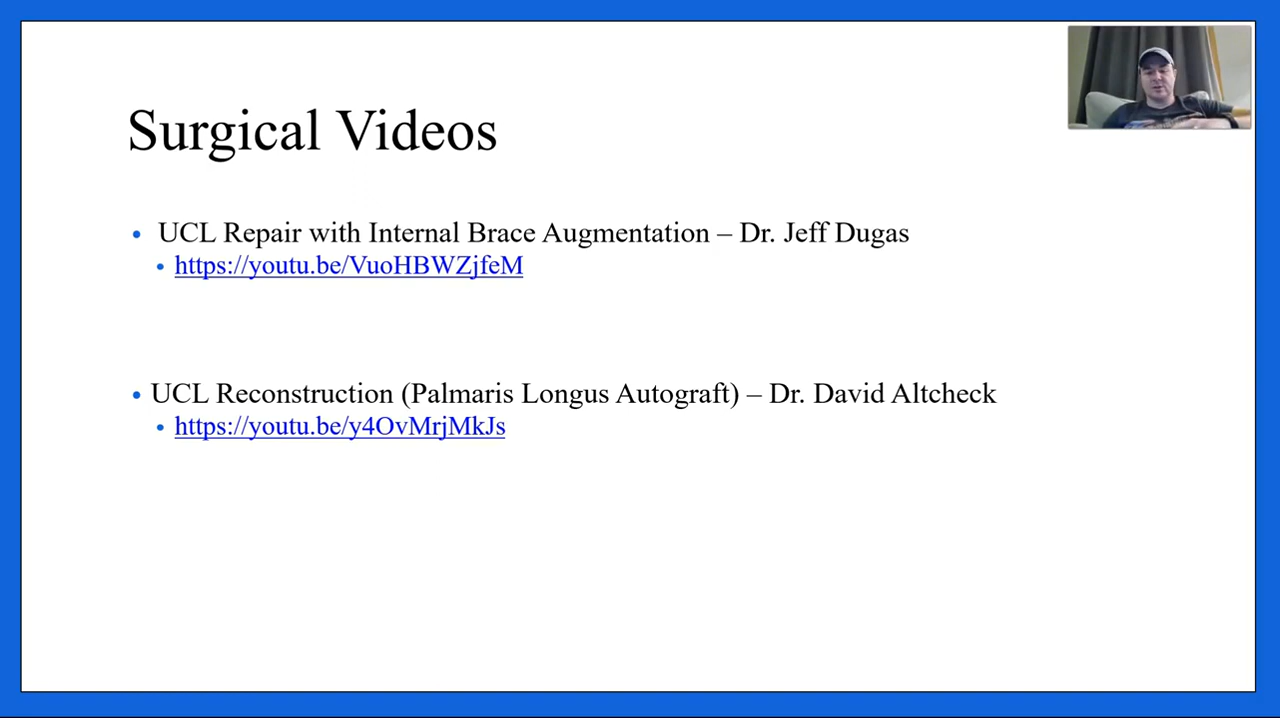 Surgical Videos
• UCL Repair with Internal Brace Augmentation – Dr. Jeff Dugas
• https://youtu.be/VuoHBWZjfeM
• UCL Reconstruction (Palmaris Longus Autograft) – Dr. David Altcheck
• https://youtu.be/y4OvMrjMkJs